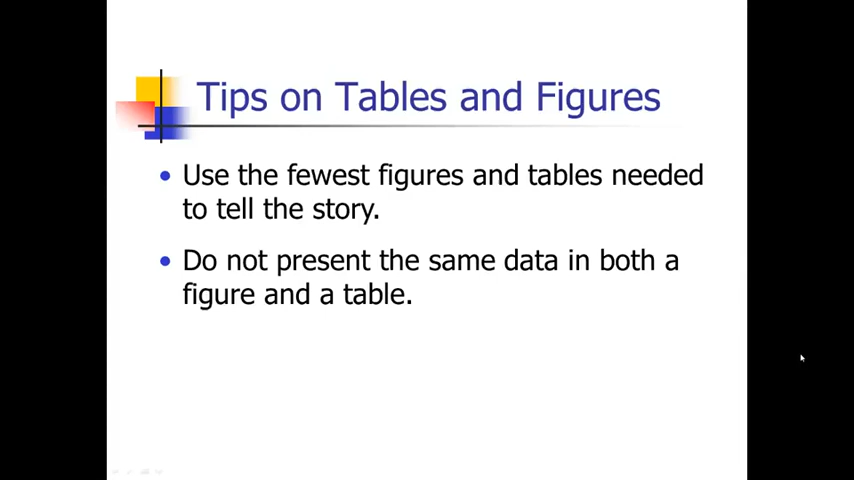 Tips on Tables and Figures
• Use the fewest figures and tables needed
to tell the story.
• Do not present the same data in both a
figure and a table.